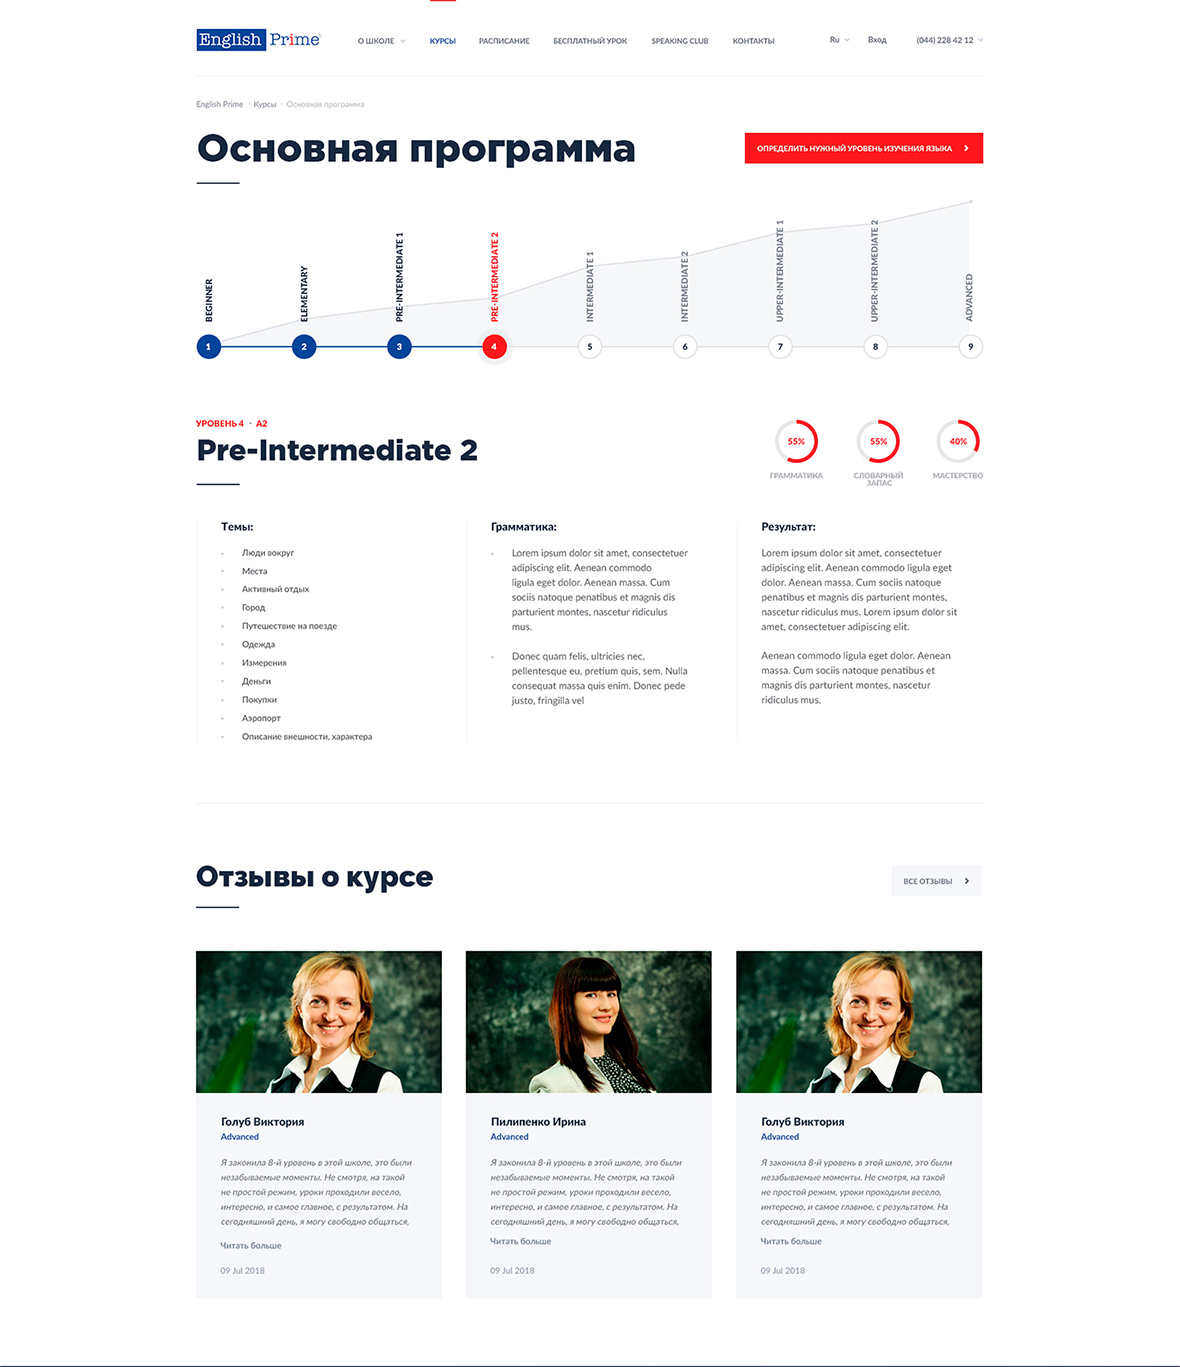 English Prime
О ШКОЛЕ КУРСЫ РАСПИСАНИЕ БЕСПЛАТНЫЙ УРОК SPEAKING CLUB КОНТАКТЫ Ru Вход (044) 228 42 12
English Prime · Курсы · Основная программа
Основная программа
ОПРЕДЕЛИТЬ НУЖНЫЙ УРОВЕНЬ ИЗУЧЕНИЯ ЯЗЫКА
BEGINNER
ELEMENTARY
PRE-INTERMEDIATE 1
PRE-INTERMEDIATE 2
INTERMEDIATE 1
INTERMEDIATE 2
UPPER-INTERMEDIATE 1
UPPER-INTERMEDIATE 2
ADVANCED
1 2 3 4 5 6 7 8 9
УРОВЕНЬ 4 · A2
Pre-Intermediate 2
55%
ГРАММАТИКА
55%
СЛОВАРНЫЙ
ЗАПАС
40%
МАСТЕРСТВО
Темы:
Люди вокруг
Места
Активный отдых
Город
Путешествие на поезде
Одежда
Измерения
Деньги
Покупки
Аэропорт
Описание внешности, характера
Грамматика:
Lorem ipsum dolor sit amet, consectetuer
adipiscing elit. Aenean commodo
ligula eget dolor. Aenean massa. Cum
sociis natoque penatibus et magnis dis
parturient montes, nascetur ridiculus
mus.
Donec quam felis, ultricies nec,
pellentesque eu, pretium quis, sem. Nulla
consequat massa quis enim. Donec pede
justo, fringilla vel
Результат:
Lorem ipsum dolor sit amet, consectetuer
adipiscing elit. Aenean commodo ligula eget
dolor. Aenean massa. Cum sociis natoque
penatibus et magnis dis parturient montes,
nascetur ridiculus mus. Lorem ipsum dolor sit
amet, consectetuer adipiscing elit.
Aenean commodo ligula eget dolor. Aenean
massa. Cum sociis natoque penatibus et
magnis dis parturient montes, nascetur
ridiculus mus.
Отзывы о курсе
ВСЕ ОТЗЫВЫ
Голуб Виктория
Advanced
Я законила 8-й уровень в этой школе, это были
незабываемые моменты. Не смотря, на такой
не простой режим, уроки проходили весело,
интересно, и самое главное, с результатом. На
сегодняшний день, я могу свободно общаться,
Читать больше
09 Jul 2018
Пилипенко Ирина
Advanced
Я законила 8-й уровень в этой школе, это были
незабываемые моменты. Не смотря, на такой
не простой режим, уроки проходили весело,
интересно, и самое главное, с результатом. На
сегодняшний день, я могу свободно общаться,
Читать больше
09 Jul 2018
Голуб Виктория
Advanced
Я законила 8-й уровень в этой школе, это были
незабываемые моменты. Не смотря, на такой
не простой режим, уроки проходили весело,
интересно, и самое главное, с результатом. На
сегодняшний день, я могу свободно общаться,
Читать больше
09 Jul 2018